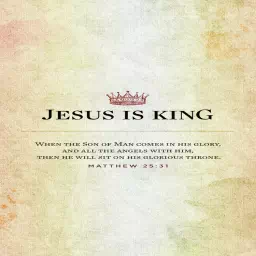 JESUS IS KING
WHEN THE SON OF MAN COMES IN HIS GLORY,
AND ALL THE ANGELS WITH HIM,
THEN HE WILL SIT ON HIS GLORIOUS THRONE.
MATTHEW 25:31